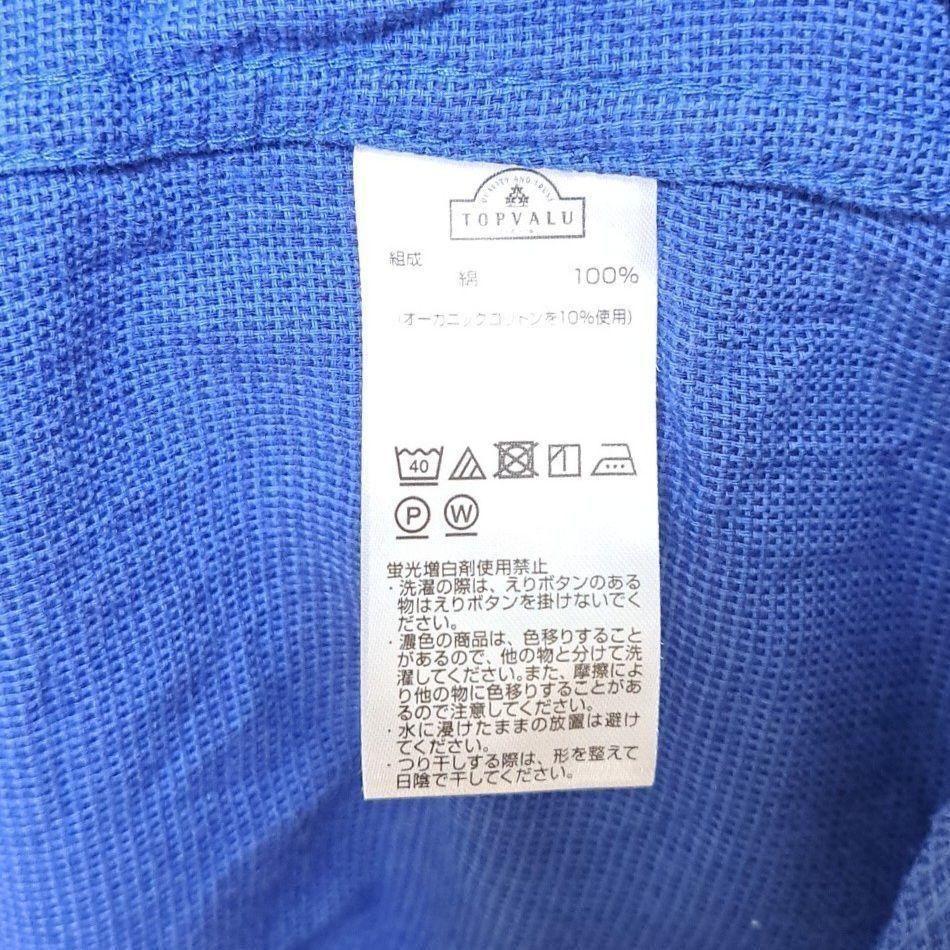 QUALITY AND TRUST
TOPVALU
組成
綿 100%
(オーガニックコットンを10%使用)
40
P W
蛍光増白剤使用禁止
・洗濯の際は、えりボタンのある
物はえりボタンを掛けないでく
ださい。
・濃色の商品は、色移りすること
があるので、他の物と分けて洗
濯してください。また、摩擦によ
り他の物に色移りすることがあ
るので注意してください。
・水に浸けたままの放置は避け
てください。
・つり干しする際は、形を整えて
日陰で干してください。